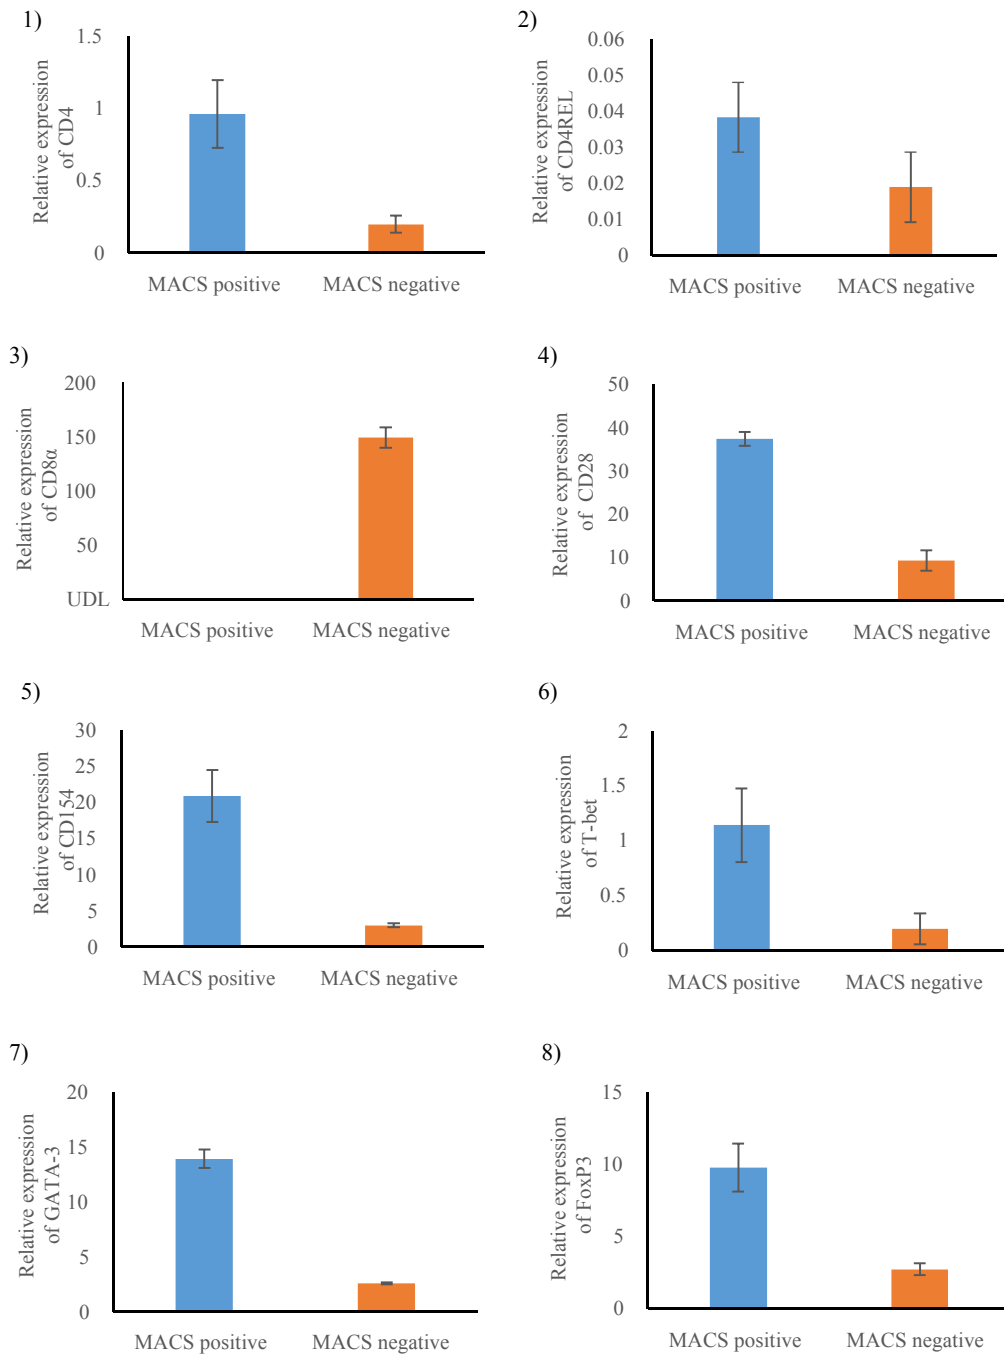 1)
Relative expression
of CD4
1.5
1
0.5
0
MACS positive
MACS negative
2)
Relative expression
of CD4REL
0.06
0.05
0.04
0.03
0.02
0.01
0
MACS positive
MACS negative
3)
Relative expression
of CD8α
200
150
100
50
UDL
MACS positive
MACS negative
4)
Relative expression
of CD28
50
40
30
20
10
0
MACS positive
MACS negative
5)
Relative expression
of CD154
30
25
20
15
10
5
0
MACS positive
MACS negative
6)
Relative expression
of T-bet
2
1.5
1
0.5
0
MACS positive
MACS negative
7)
Relative expression
of GATA-3
20
15
10
5
0
MACS positive
MACS negative
8)
Relative expression
of FoxP3
15
10
5
0
MACS positive
MACS negative